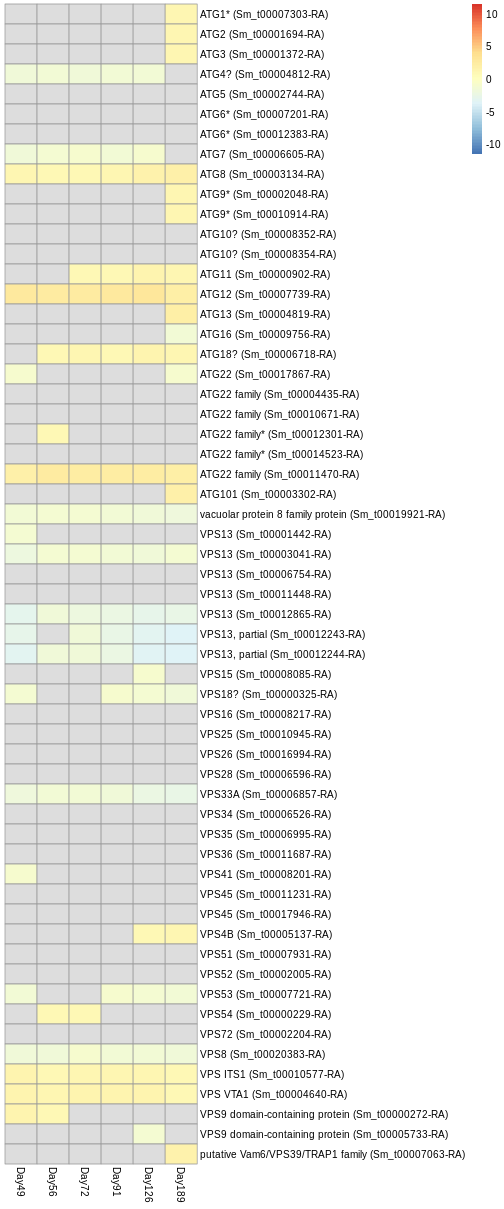 ATG1* (Sm_t00007303-RA)
ATG2 (Sm_t00001694-RA)
ATG3 (Sm_t00001372-RA)
ATG4? (Sm_t00004812-RA)
ATG5 (Sm_t00002744-RA)
ATG6* (Sm_t00007201-RA)
ATG6* (Sm_t00012383-RA)
ATG7 (Sm_t00006605-RA)
ATG8 (Sm_t00003134-RA)
ATG9* (Sm_t00002048-RA)
ATG9* (Sm_t00010914-RA)
ATG10? (Sm_t00008352-RA)
ATG10? (Sm_t00008354-RA)
ATG11 (Sm_t00000902-RA)
ATG12 (Sm_t00007739-RA)
ATG13 (Sm_t00004819-RA)
ATG16 (Sm_t00009756-RA)
ATG18? (Sm_t00006718-RA)
ATG22 (Sm_t00017867-RA)
ATG22 family (Sm_t00004435-RA)
ATG22 family (Sm_t00010671-RA)
ATG22 family* (Sm_t00012301-RA)
ATG22 family* (Sm_t00014523-RA)
ATG22 family (Sm_t00011470-RA)
ATG101 (Sm_t00003302-RA)
vacuolar protein 8 family protein (Sm_t00019921-RA)
VPS13 (Sm_t00001442-RA)
VPS13 (Sm_t00003041-RA)
VPS13 (Sm_t00006754-RA)
VPS13 (Sm_t00011448-RA)
VPS13 (Sm_t00012865-RA)
VPS13, partial (Sm_t00012243-RA)
VPS13, partial (Sm_t00012244-RA)
VPS15 (Sm_t00008085-RA)
VPS18? (Sm_t00000325-RA)
VPS16 (Sm_t00008217-RA)
VPS25 (Sm_t00010945-RA)
VPS26 (Sm_t00016994-RA)
VPS28 (Sm_t00006596-RA)
VPS33A (Sm_t00006857-RA)
VPS34 (Sm_t00006526-RA)
VPS35 (Sm_t00006995-RA)
VPS36 (Sm_t00011687-RA)
VPS41 (Sm_t00008201-RA)
VPS45 (Sm_t00011231-RA)
VPS45 (Sm_t00017946-RA)
VPS4B (Sm_t00005137-RA)
VPS51 (Sm_t00007931-RA)
VPS52 (Sm_t00002005-RA)
VPS53 (Sm_t00007721-RA)
VPS54 (Sm_t00000229-RA)
VPS72 (Sm_t00002204-RA)
VPS8 (Sm_t00020383-RA)
VPS ITS1 (Sm_t00010577-RA)
VPS VTA1 (Sm_t00004640-RA)
VPS9 domain-containing protein (Sm_t00000272-RA)
VPS9 domain-containing protein (Sm_t00005733-RA)
putative Vam6/VPS39/TRAP1 family (Sm_t00007063-RA)
Day49
Day56
Day72
Day91
Day126
Day189
10
5
0
-5
-10